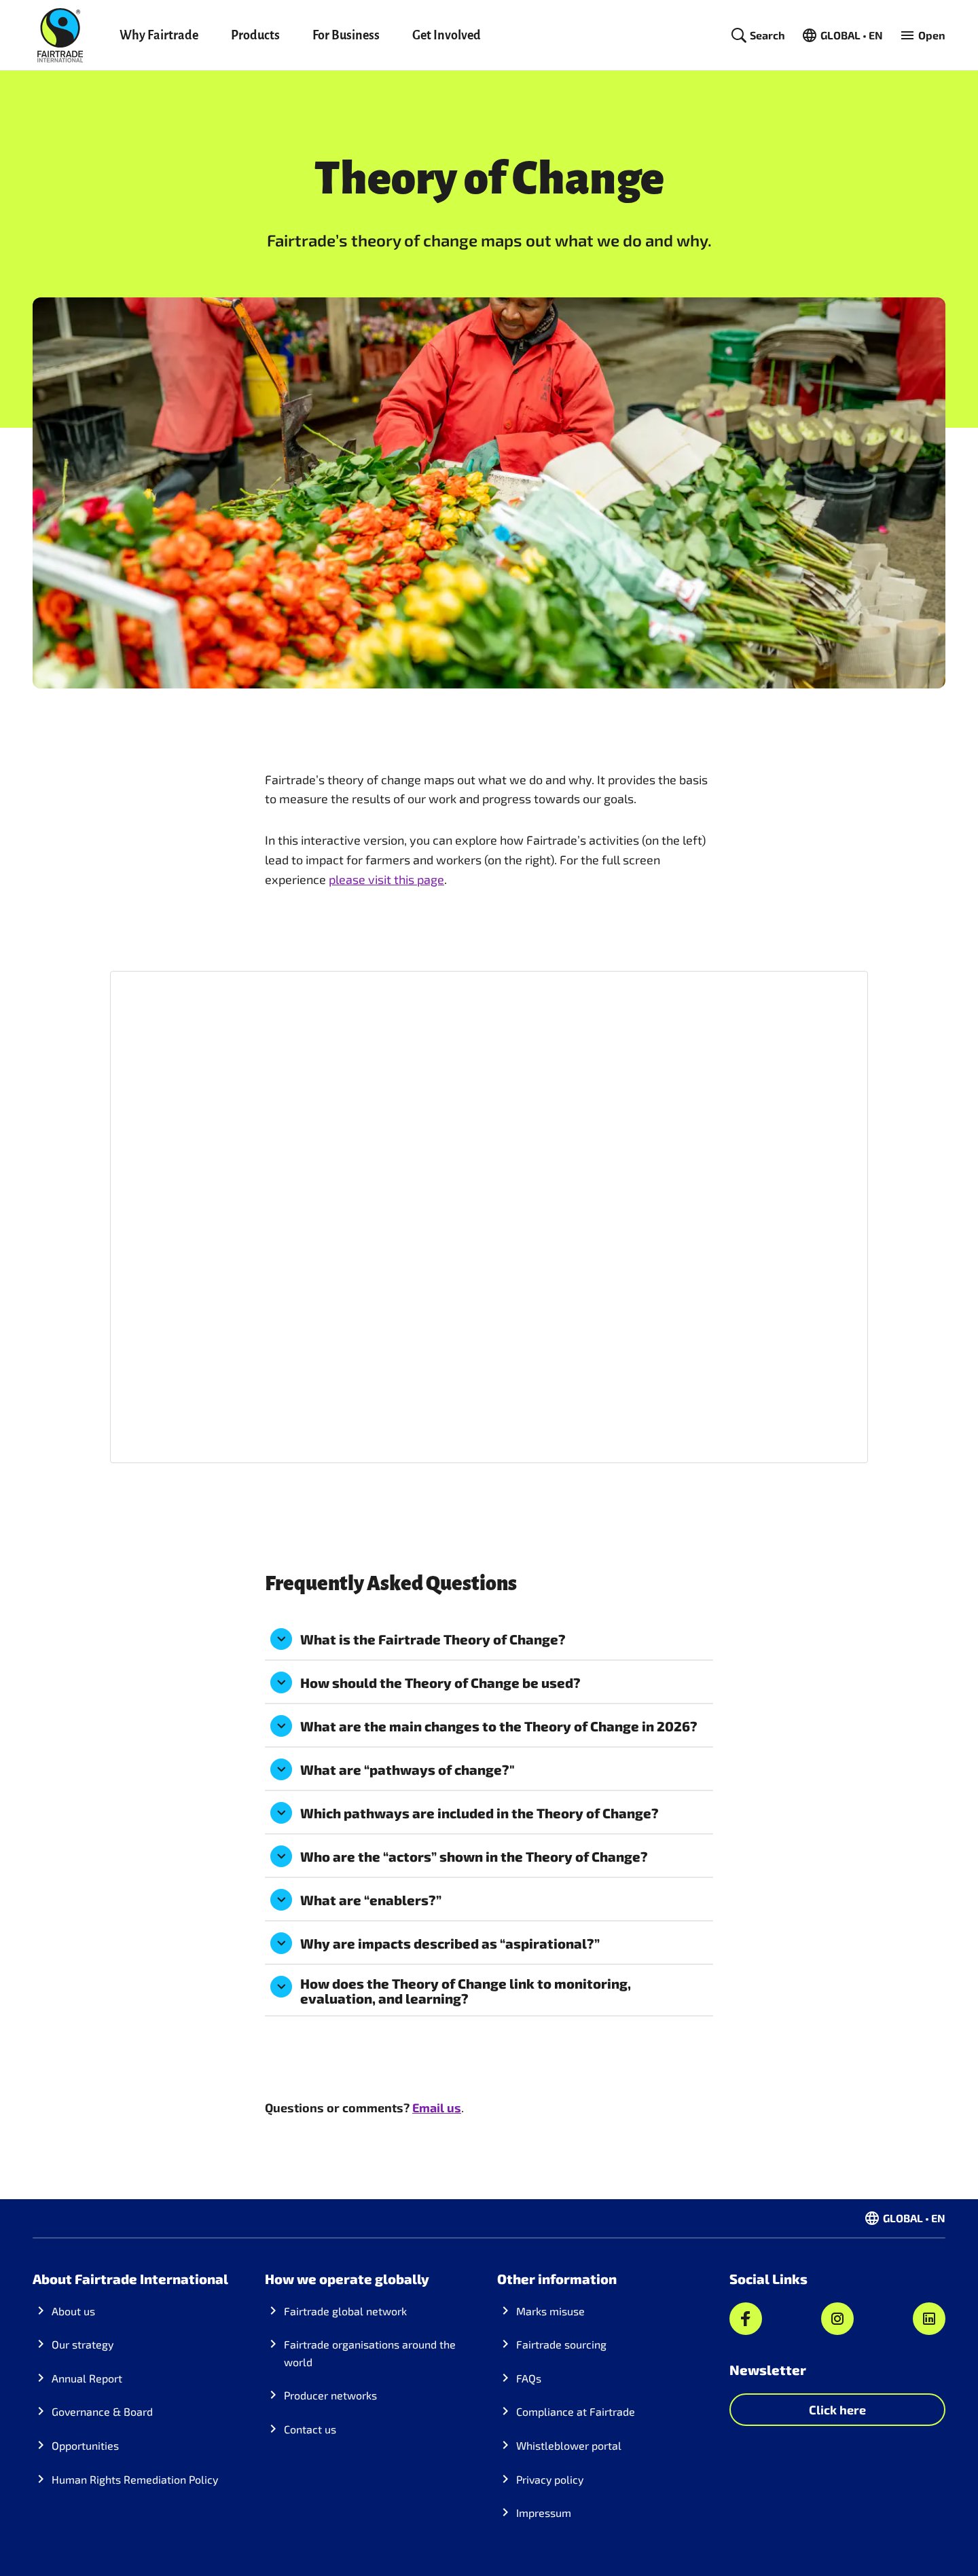 FAIRTRADE
INTERNATIONAL
Why Fairtrade
Products
For Business
Get Involved
Search
GLOBAL • EN
Open
Theory of Change
Fairtrade’s theory of change maps out what we do and why.
Fairtrade’s theory of change maps out what we do and why. It provides the basis
to measure the results of our work and progress towards our goals.
In this interactive version, you can explore how Fairtrade’s activities (on the left)
lead to impact for farmers and workers (on the right). For the full screen
experience please visit this page.
Frequently Asked Questions
What is the Fairtrade Theory of Change?
How should the Theory of Change be used?
What are the main changes to the Theory of Change in 2026?
What are “pathways of change?"
Which pathways are included in the Theory of Change?
Who are the “actors” shown in the Theory of Change?
What are “enablers?”
Why are impacts described as “aspirational?”
How does the Theory of Change link to monitoring,
evaluation, and learning?
Questions or comments? Email us.
GLOBAL • EN
About Fairtrade International
About us
Our strategy
Annual Report
Governance & Board
Opportunities
Human Rights Remediation Policy
How we operate globally
Fairtrade global network
Fairtrade organisations around the
world
Producer networks
Contact us
Other information
Marks misuse
Fairtrade sourcing
FAQs
Compliance at Fairtrade
Whistleblower portal
Privacy policy
Impressum
Social Links
Newsletter
Click here